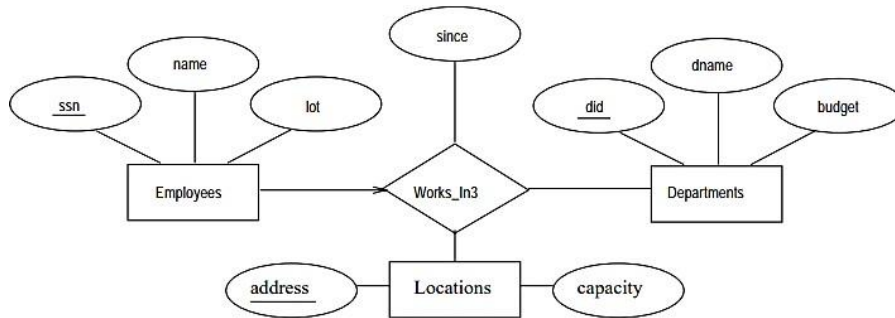 since
name
dname
ssn
lot
did
budget
Employees
Works_In3
Departments
address
Locations
capacity